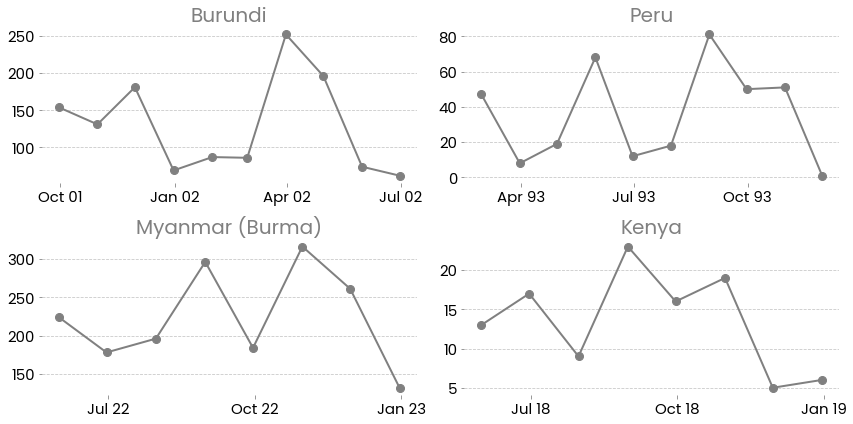 Burundi
250
200
150
100
Oct 01 Jan 02 Apr 02 Jul 02
Peru
80
60
40
20
0
Apr 93 Jul 93 Oct 93
Myanmar (Burma)
300
250
200
150
Jul 22 Oct 22 Jan 23
Kenya
20
15
10
5
Jul 18 Oct 18 Jan 19